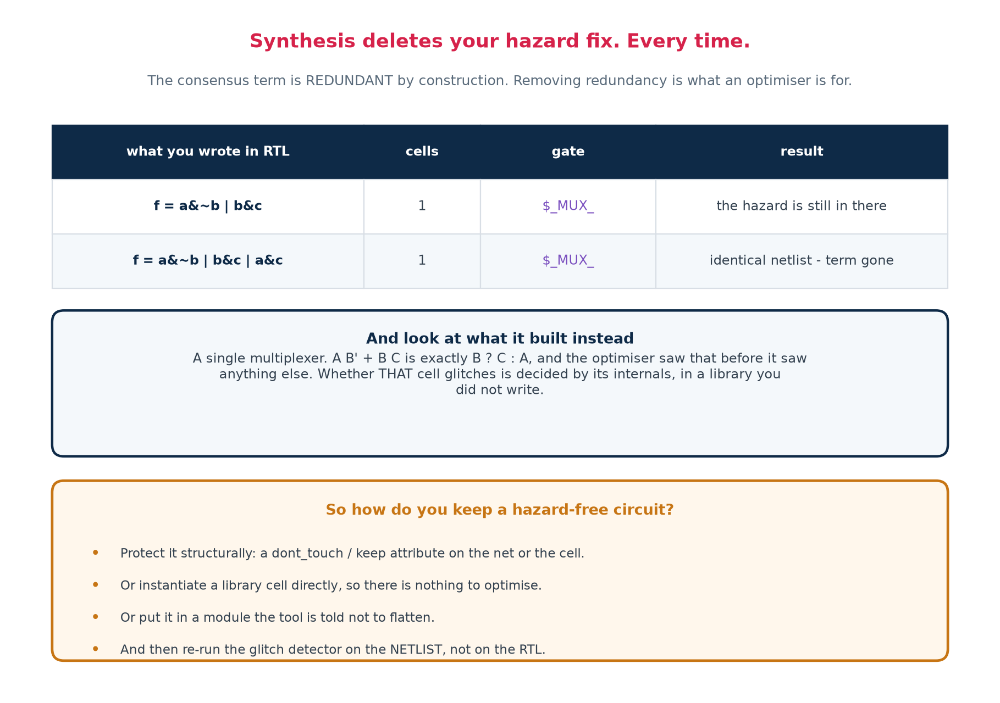 Synthesis deletes your hazard fix. Every time.
The consensus term is REDUNDANT by construction. Removing redundancy is what an optimiser is for.
what you wrote in RTL cells gate result
f = a&~b | b&c 1 $_MUX_ the hazard is still in there
f = a&~b | b&c | a&c 1 $_MUX_ identical netlist - term gone
And look at what it built instead
A single multiplexer. A B' + B C is exactly B ? C : A, and the optimiser saw that before it saw
anything else. Whether THAT cell glitches is decided by its internals, in a library you
did not write.
So how do you keep a hazard-free circuit?
• Protect it structurally: a dont_touch / keep attribute on the net or the cell.
• Or instantiate a library cell directly, so there is nothing to optimise.
• Or put it in a module the tool is told not to flatten.
• And then re-run the glitch detector on the NETLIST, not on the RTL.